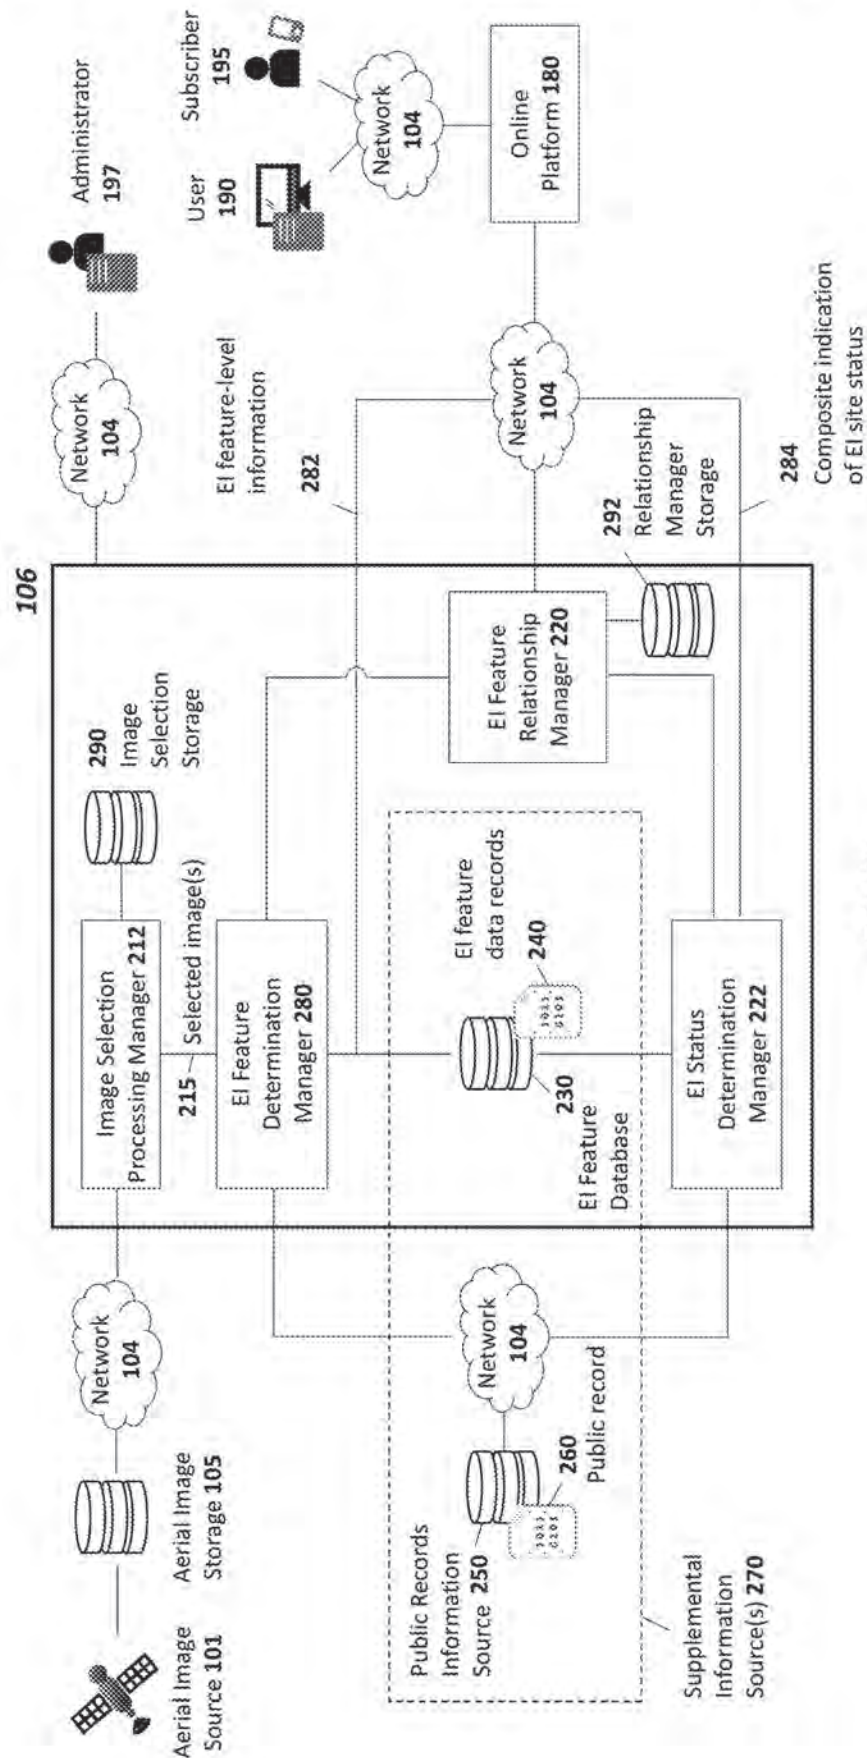 Aerial Image
Source 101
Aerial Image
Storage 105
Network
104
106
Image Selection
Processing Manager 212
290
Image
Selection
Storage
215
Selected image(s)
EI Feature
Determination
Manager 280
Network
104
Administrator
197
EI feature-level
information
282
User
190
Subscriber
195
Network
104
Online
Platform 180
Network
104
EI Feature
Relationship
Manager 220
292
Relationship
Manager
Storage
284
Composite indication
of EI site status
EI feature
data records
240
230
EI Feature
Database
EI Status
Determination
Manager 222
Public Records
Information
Source 250
Network
104
260
Public record
Supplemental
Information
Source(s) 270